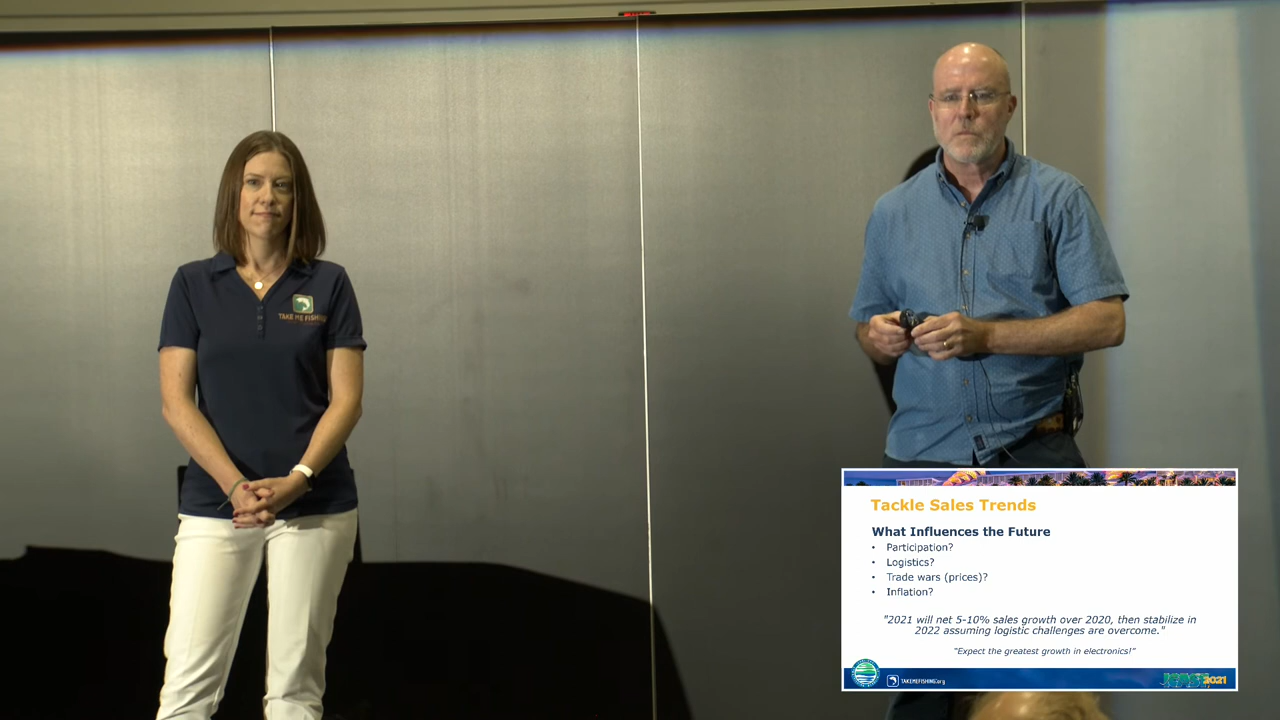 TAKE ME FISHING
Tackle Sales Trends
What Influences the Future
• Participation?
• Logistics?
• Trade wars (prices)?
• Inflation?
"2021 will net 5-10% sales growth over 2020, then stabilize in
2022 assuming logistic challenges are overcome."
"Expect the greatest growth in electronics!"
TAKEMEFISHING.org
ICAST 2021